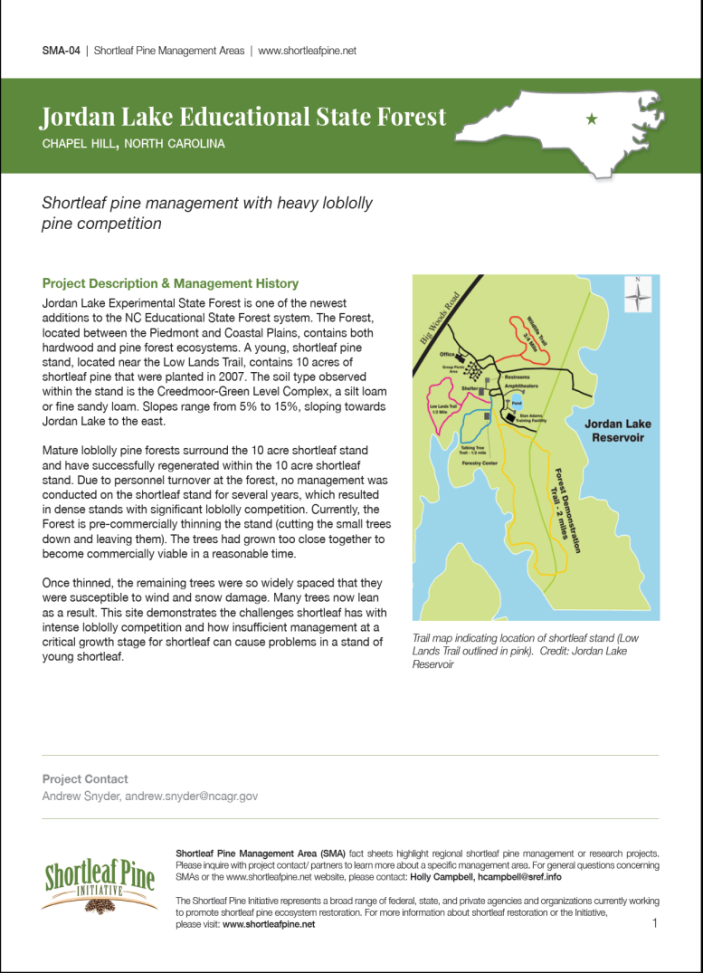 SMA-04 | Shortleaf Pine Management Areas | www.shortleafpine.net
Jordan Lake Educational State Forest
CHAPEL HILL, NORTH CAROLINA
Shortleaf pine management with heavy loblolly
pine competition
Project Description & Management History
Jordan Lake Experimental State Forest is one of the newest
additions to the NC Educational State Forest system. The Forest,
located between the Piedmont and Coastal Plains, contains both
hardwood and pine forest ecosystems. A young, shortleaf pine
stand, located near the Low Lands Trail, contains 10 acres of
shortleaf pine that were planted in 2007. The soil type observed
within the stand is the Creedmoor-Green Level Complex, a silt loam
or fine sandy loam. Slopes range from 5% to 15%, sloping towards
Jordan Lake to the east.
Mature loblolly pine forests surround the 10 acre shortleaf stand
and have successfully regenerated within the 10 acre shortleaf
stand. Due to personnel turnover at the forest, no management was
conducted on the shortleaf stand for several years, which resulted
in dense stands with significant loblolly competition. Currently, the
Forest is pre-commercially thinning the stand (cutting the small trees
down and leaving them). The trees had grown too close together to
become commercially viable in a reasonable time.
Once thinned, the remaining trees were so widely spaced that they
were susceptible to wind and snow damage. Many trees now lean
as a result. This site demonstrates the challenges shortleaf has with
intense loblolly competition and how insufficient management at a
critical growth stage for shortleaf can cause problems in a stand of
young shortleaf.
N
Big Woods Road
Wildlife Trail
3/4 Mile
Office
Group Picnic
Area
Restrooms
Shelter
Amphitheaters
Pond
Low Lands Trail
1/2 Mile
Training Facility
Talking Tree
Trail - 1/2 mile
Forestry Center
Forest Demonstration
Trail - 2 miles
Jordan Lake
Reservoir
Trail map indicating location of shortleaf stand (Low
Lands Trail outlined in pink). Credit: Jordan Lake
Reservoir
Project Contact
Andrew Snyder, andrew.snyder@ncagr.gov
Shortleaf Pine
INITIATIVE
Shortleaf Pine Management Area (SMA) fact sheets highlight regional shortleaf pine management or research projects.
Please inquire with project contact/ partners to learn more about a specific management area. For general questions concerning
SMAs or the www.shortleafpine.net website, please contact: Holly Campbell, hcampbell@sref.info
The Shortleaf Pine Initiative represents a broad range of federal, state, and private agencies and organizations currently working
to promote shortleaf pine ecosystem restoration. For more information about shortleaf restoration or the Initiative,
please visit: www.shortleafpine.net
1